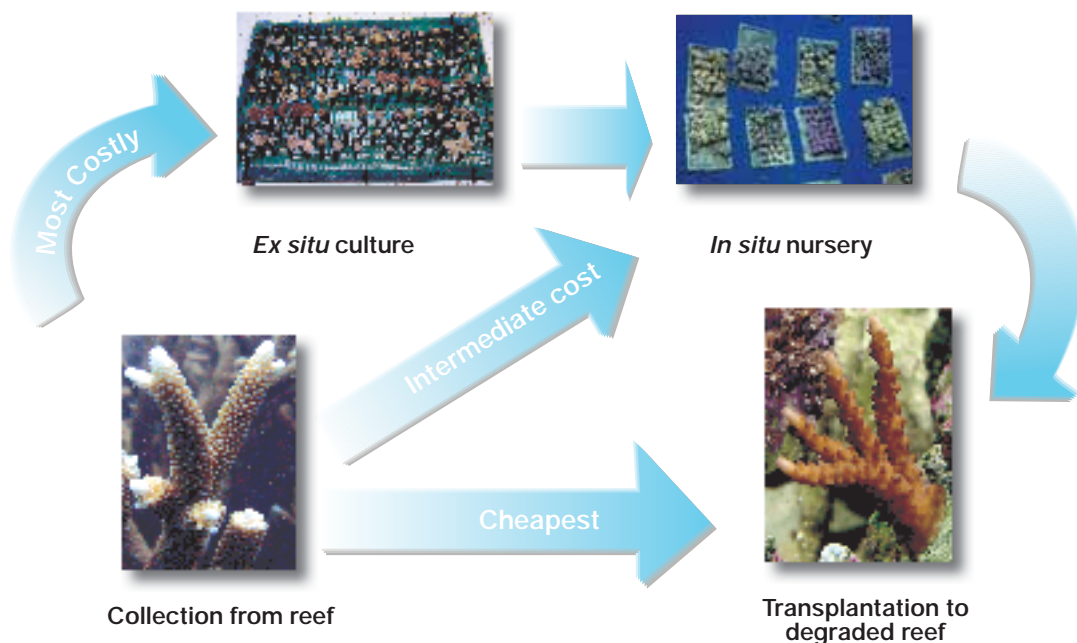 Most Costly
Ex situ culture
In situ nursery
Intermediate cost
Cheapest
Collection from reef
Transplantation to
degraded reef